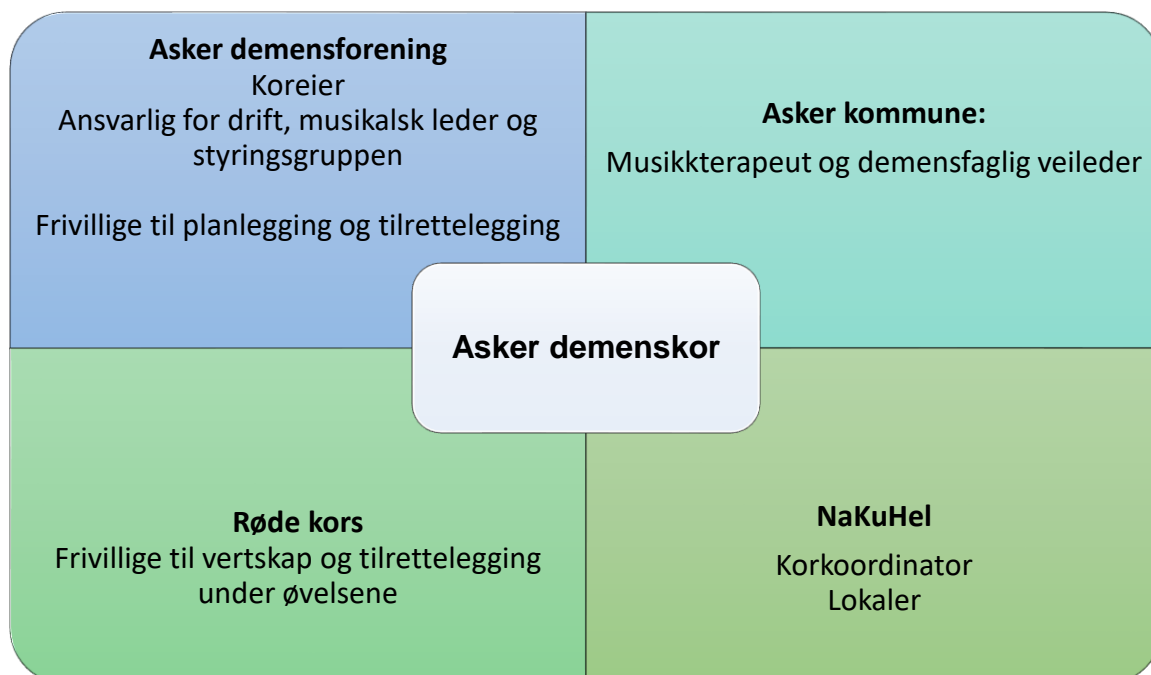 Asker demensforening
Koreier
Ansvarlig for drift, musikalsk leder og
styringsgruppen
Frivillige til planlegging og tilrettelegging
Asker kommune:
Musikkterapeut og demensfaglig veileder
Asker demenskor
Røde kors
Frivillige til vertskap og tilrettelegging
under øvelsene
NaKuHel
Korkoordinator
Lokaler